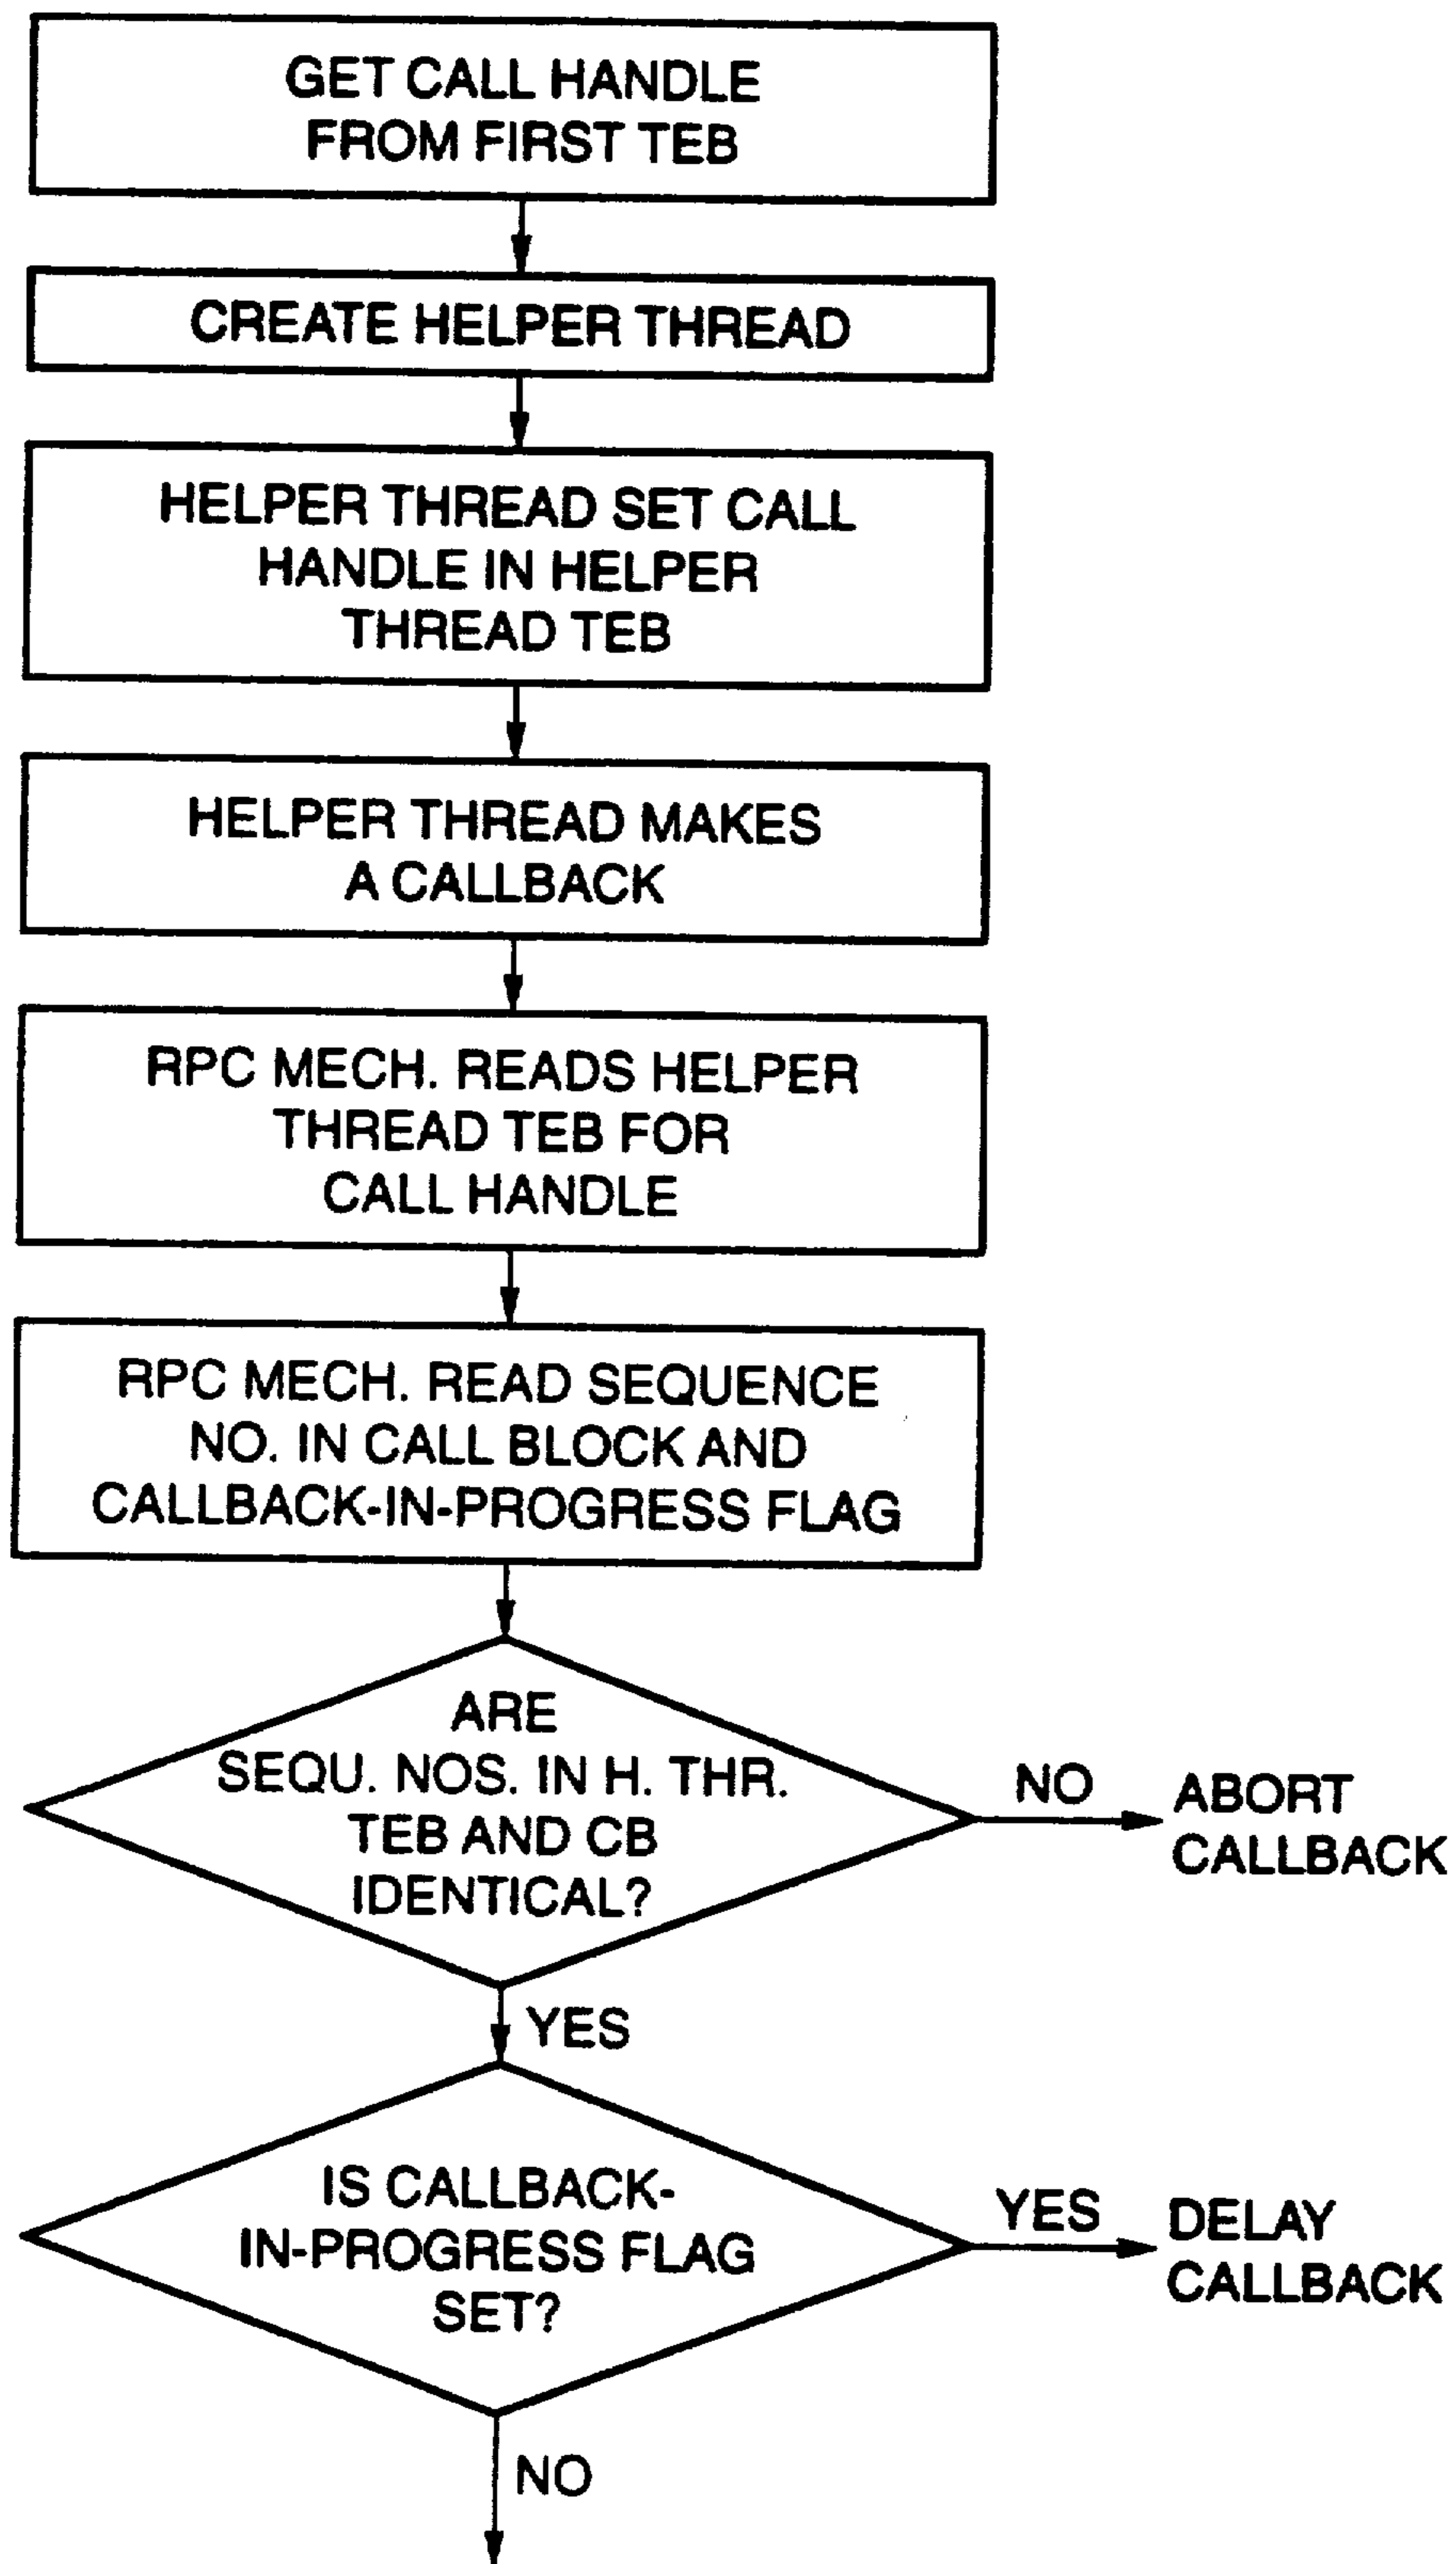 GET CALL HANDLE
FROM FIRST TEB
CREATE HELPER THREAD
HELPER THREAD SET CALL
HANDLE IN HELPER
THREAD TEB
HELPER THREAD MAKES
A CALLBACK
RPC MECH. READS HELPER
THREAD TEB FOR
CALL HANDLE
RPC MECH. READ SEQUENCE
NO. IN CALL BLOCK AND
CALLBACK-IN-PROGRESS FLAG
ARE
SEQU. NOS. IN H. THR.
TEB AND CB
IDENTICAL?
NO
ABORT
CALLBACK
YES
IS CALLBACK-
IN-PROGRESS FLAG
SET?
YES
DELAY
CALLBACK
NO